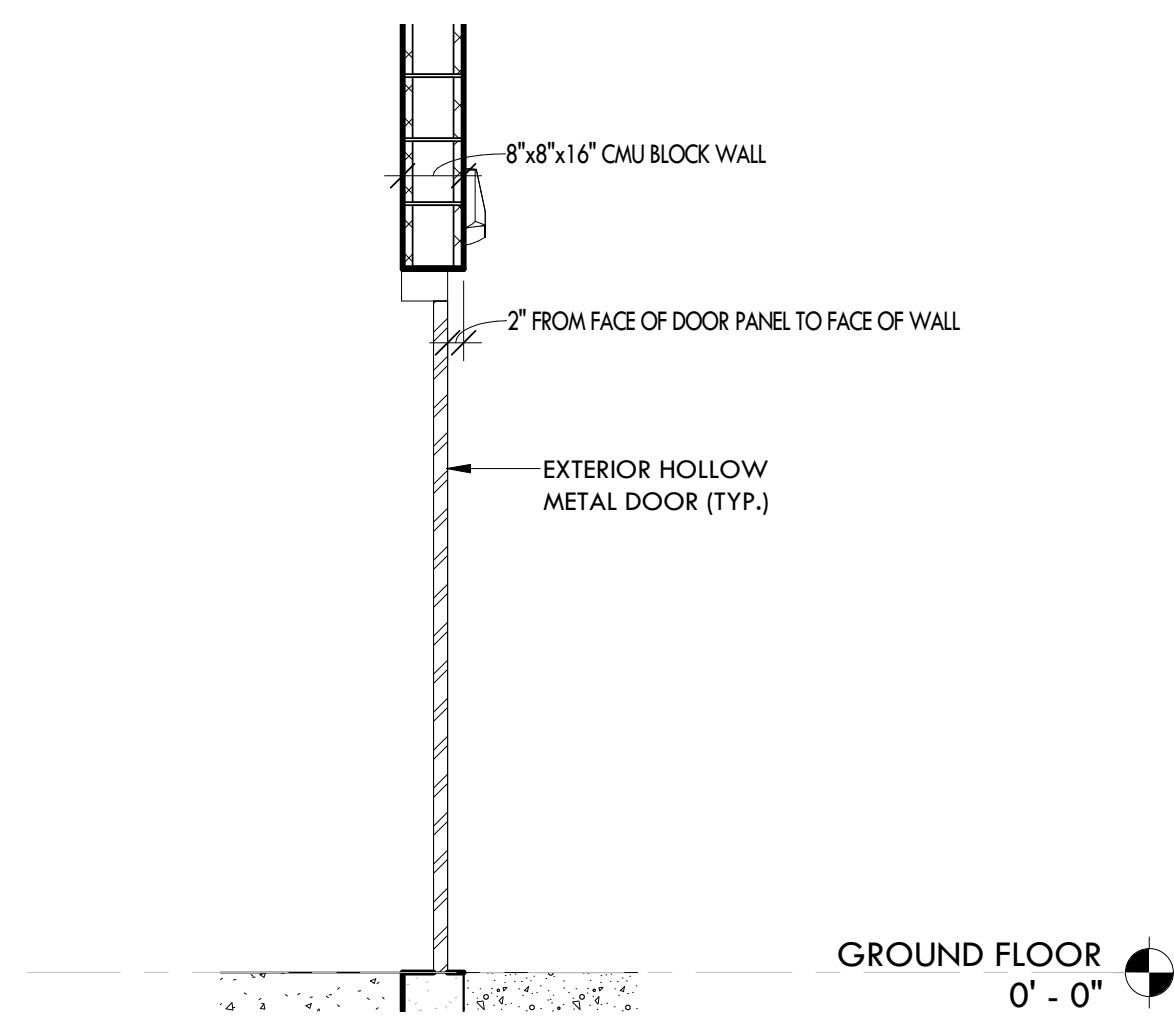 8"x8"x16" CMU BLOCK WALL
2" FROM FACE OF DOOR PANEL TO FACE OF WALL
EXTERIOR HOLLOW
METAL DOOR (TYP.)
GROUND FLOOR
0' - 0"